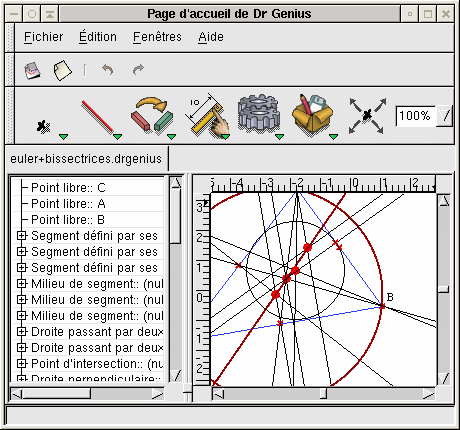 Page d'accueil de Dr Genius
Fichier Édition Fenêtres Aide
10
100%
euler+bissectrices.drgenius
Point libre:: C
Point libre:: A
Point libre:: B
Segment défini par ses
Segment défini par ses
Segment défini par ses
Milieu de segment:: (nul
Milieu de segment:: (nul
Milieu de segment:: (nul
Droite passant par deux
Droite passant par deux
Point d'intersection:: (nu
Droite perpendiculaire::
-4 -3 -2 -1 0 1 2
3
2
1
0
1
2
B